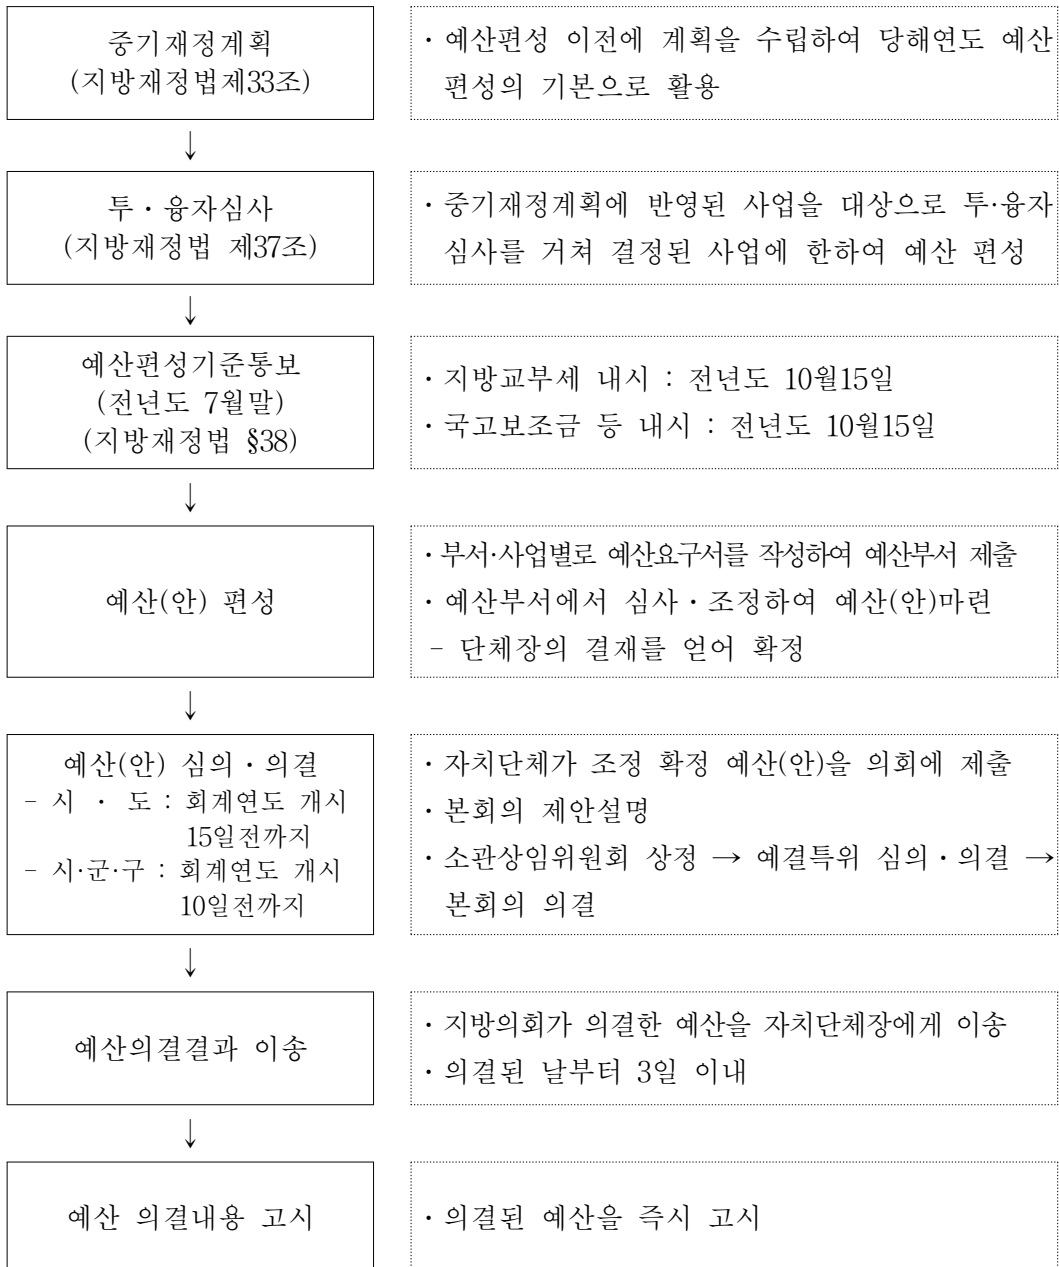 중기재정계획
(지방재정법제33조)
· 예산편성 이전에 계획을 수립하여 당해연도 예산
편성의 기본으로 활용
↓
투 · 융자심사
(지방재정법 제37조)
· 중기재정계획에 반영된 사업을 대상으로 투·융자
심사를 거쳐 결정된 사업에 한하여 예산 편성
↓
예산편성기준통보
(전년도 7월말)
(지방재정법 §38)
· 지방교부세 내시 : 전년도 10월15일
· 국고보조금 등 내시 : 전년도 10월15일
↓
예산(안) 편성
· 부서·사업별로 예산요구서를 작성하여 예산부서 제출
· 예산부서에서 심사 · 조정하여 예산(안)마련
- 단체장의 결재를 얻어 확정
↓
예산(안) 심의 · 의결
- 시 · 도 : 회계연도 개시
15일전까지
- 시·군·구 : 회계연도 개시
10일전까지
· 자치단체가 조정 확정 예산(안)을 의회에 제출
· 본회의 제안설명
· 소관상임위원회 상정 → 예결특위 심의 · 의결 →
본회의 의결
↓
예산의결결과 이송
· 지방의회가 의결한 예산을 자치단체장에게 이송
· 의결된 날부터 3일 이내
↓
예산 의결내용 고시
· 의결된 예산을 즉시 고시